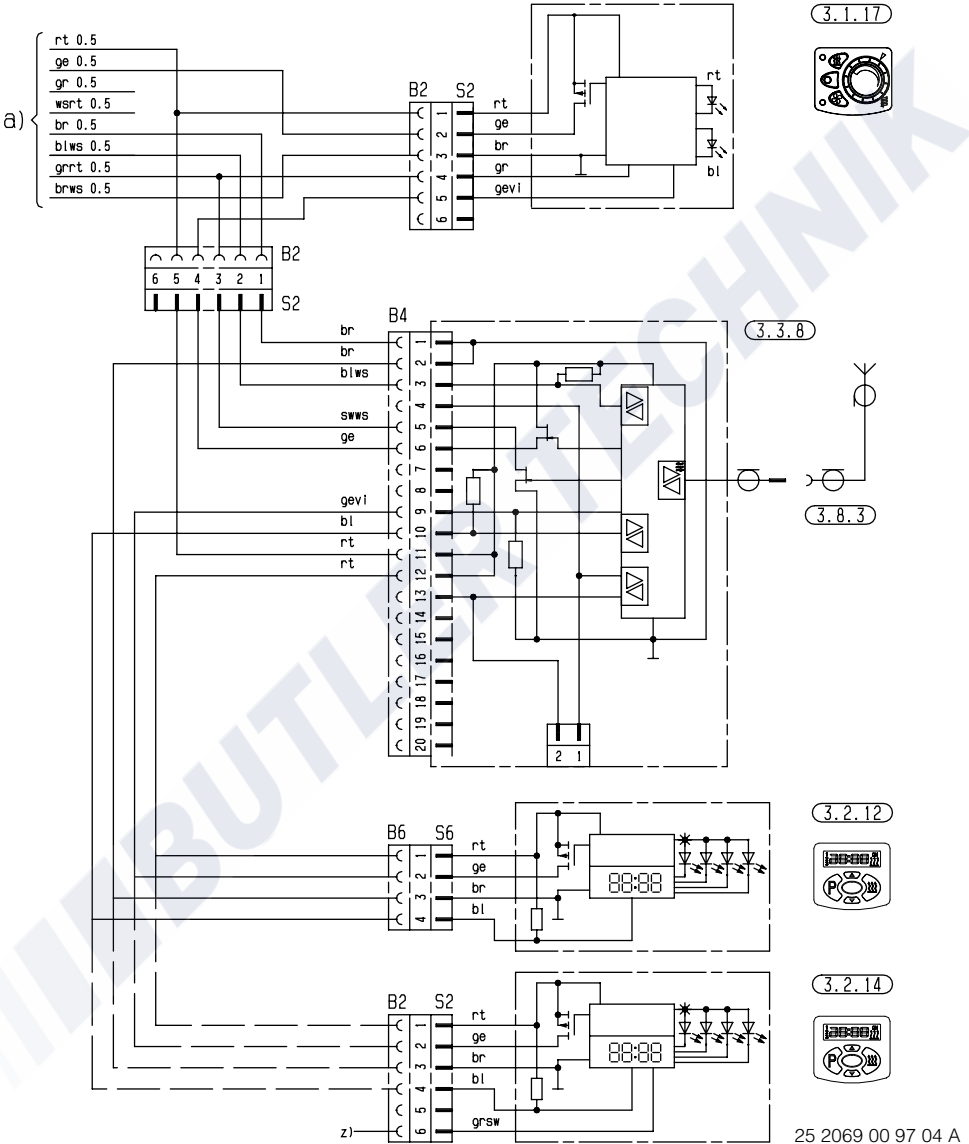 3.1.17
a)
rt 0.5
ge 0.5
gr 0.5
wsrt 0.5
br 0.5
blws 0.5
grrt 0.5
brws 0.5
B2 S2
1
2
3
4
5
6
rt
ge
br
gr
gevi
rt
bl
B2
6 5 4 3 2 1
S2
B4
3.3.8
br
br
blws
swws
ge
gevi
bl
rt
rt
1
2
3
4
5
6
7
8
9
10
11
12
13
14
15
16
17
18
19
20
2 1
3.8.3
B6 S6
1
2
3
4
rt
ge
br
bl
88:88
3.2.12
88:88
P
B2 S2
1
2
3
4
5
6
rt
ge
br
bl
grsw
z)
88:88
3.2.14
88:88
P
MINIBUTLER TECHNIK
25 2069 00 97 04 A